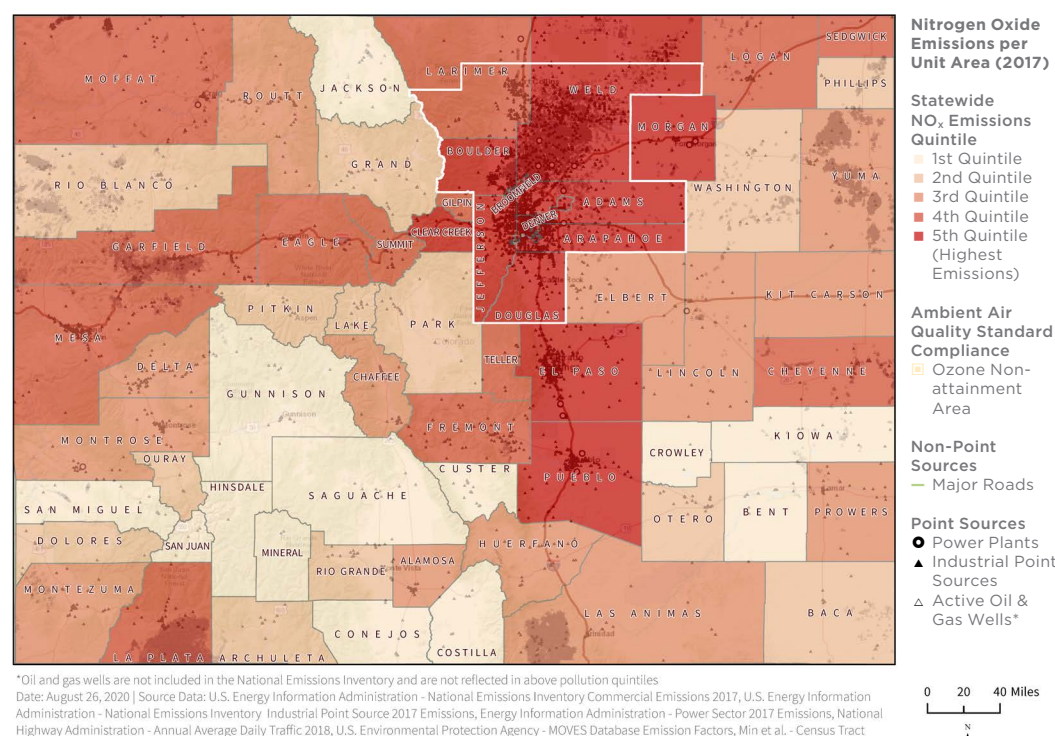 Nitrogen Oxide
Emissions per
Unit Area (2017)
Statewide
NOₓ Emissions
Quintile
1st Quintile
2nd Quintile
3rd Quintile
4th Quintile
5th Quintile
(Highest
Emissions)
Ambient Air
Quality Standard
Compliance
Ozone Non-
attainment
Area
Non-Point
Sources
Major Roads
Point Sources
Power Plants
Industrial Point
Sources
Active Oil &
Gas Wells*
0 20 40 Miles
N
SEDGWICK
LOGAN
LARIMER
MOFFAT
PHILLIPS
JACKSON
WELD
ROUTT
MORGAN
BOULDER
GRAND
YUMA
RIO BLANCO
WASHINGTON
BROOMFIELD
GILPIN
ADAMS
DENVER
CLEAR CREEK
ARAPAHOE
EAGLE
SUMMIT
GARFIELD
JEFFERSON
ELBERT
KIT CARSON
PITKIN
Aspen
DOUGLAS
LAKE
PARK
MESA
TELLER
DELTA
EL PASO
LINCOLN
CHEYENNE
CHAFFEE
GUNNISON
Gunnison
FREMONT
MONTROSE
KIOWA
CROWLEY
OURAY
CUSTER
PUEBLO
HINSDALE
SAGUACHE
SAN MIGUEL
BENT
PROWERS
OTERO
DOLORES
SAN JUAN
MINERAL
HUERFANO
ALAMOSA
RIO GRANDE
MONTEZUMA
LAS ANIMAS
BACA
Trinidad
CONEJOS
COSTILLA
LA PLATA
ARCHULETA
*Oil and gas wells are not included in the National Emissions Inventory and are not reflected in above pollution quintiles
Date: August 26, 2020 | Source Data: U.S. Energy Information Administration - National Emissions Inventory Commercial Emissions 2017, U.S. Energy Information
Administration - National Emissions Inventory Industrial Point Source 2017 Emissions, Energy Information Administration - Power Sector 2017 Emissions, National
Highway Administration - Annual Average Daily Traffic 2018, U.S. Environmental Protection Agency - MOVES Database Emission Factors, Min et al. - Census Tract